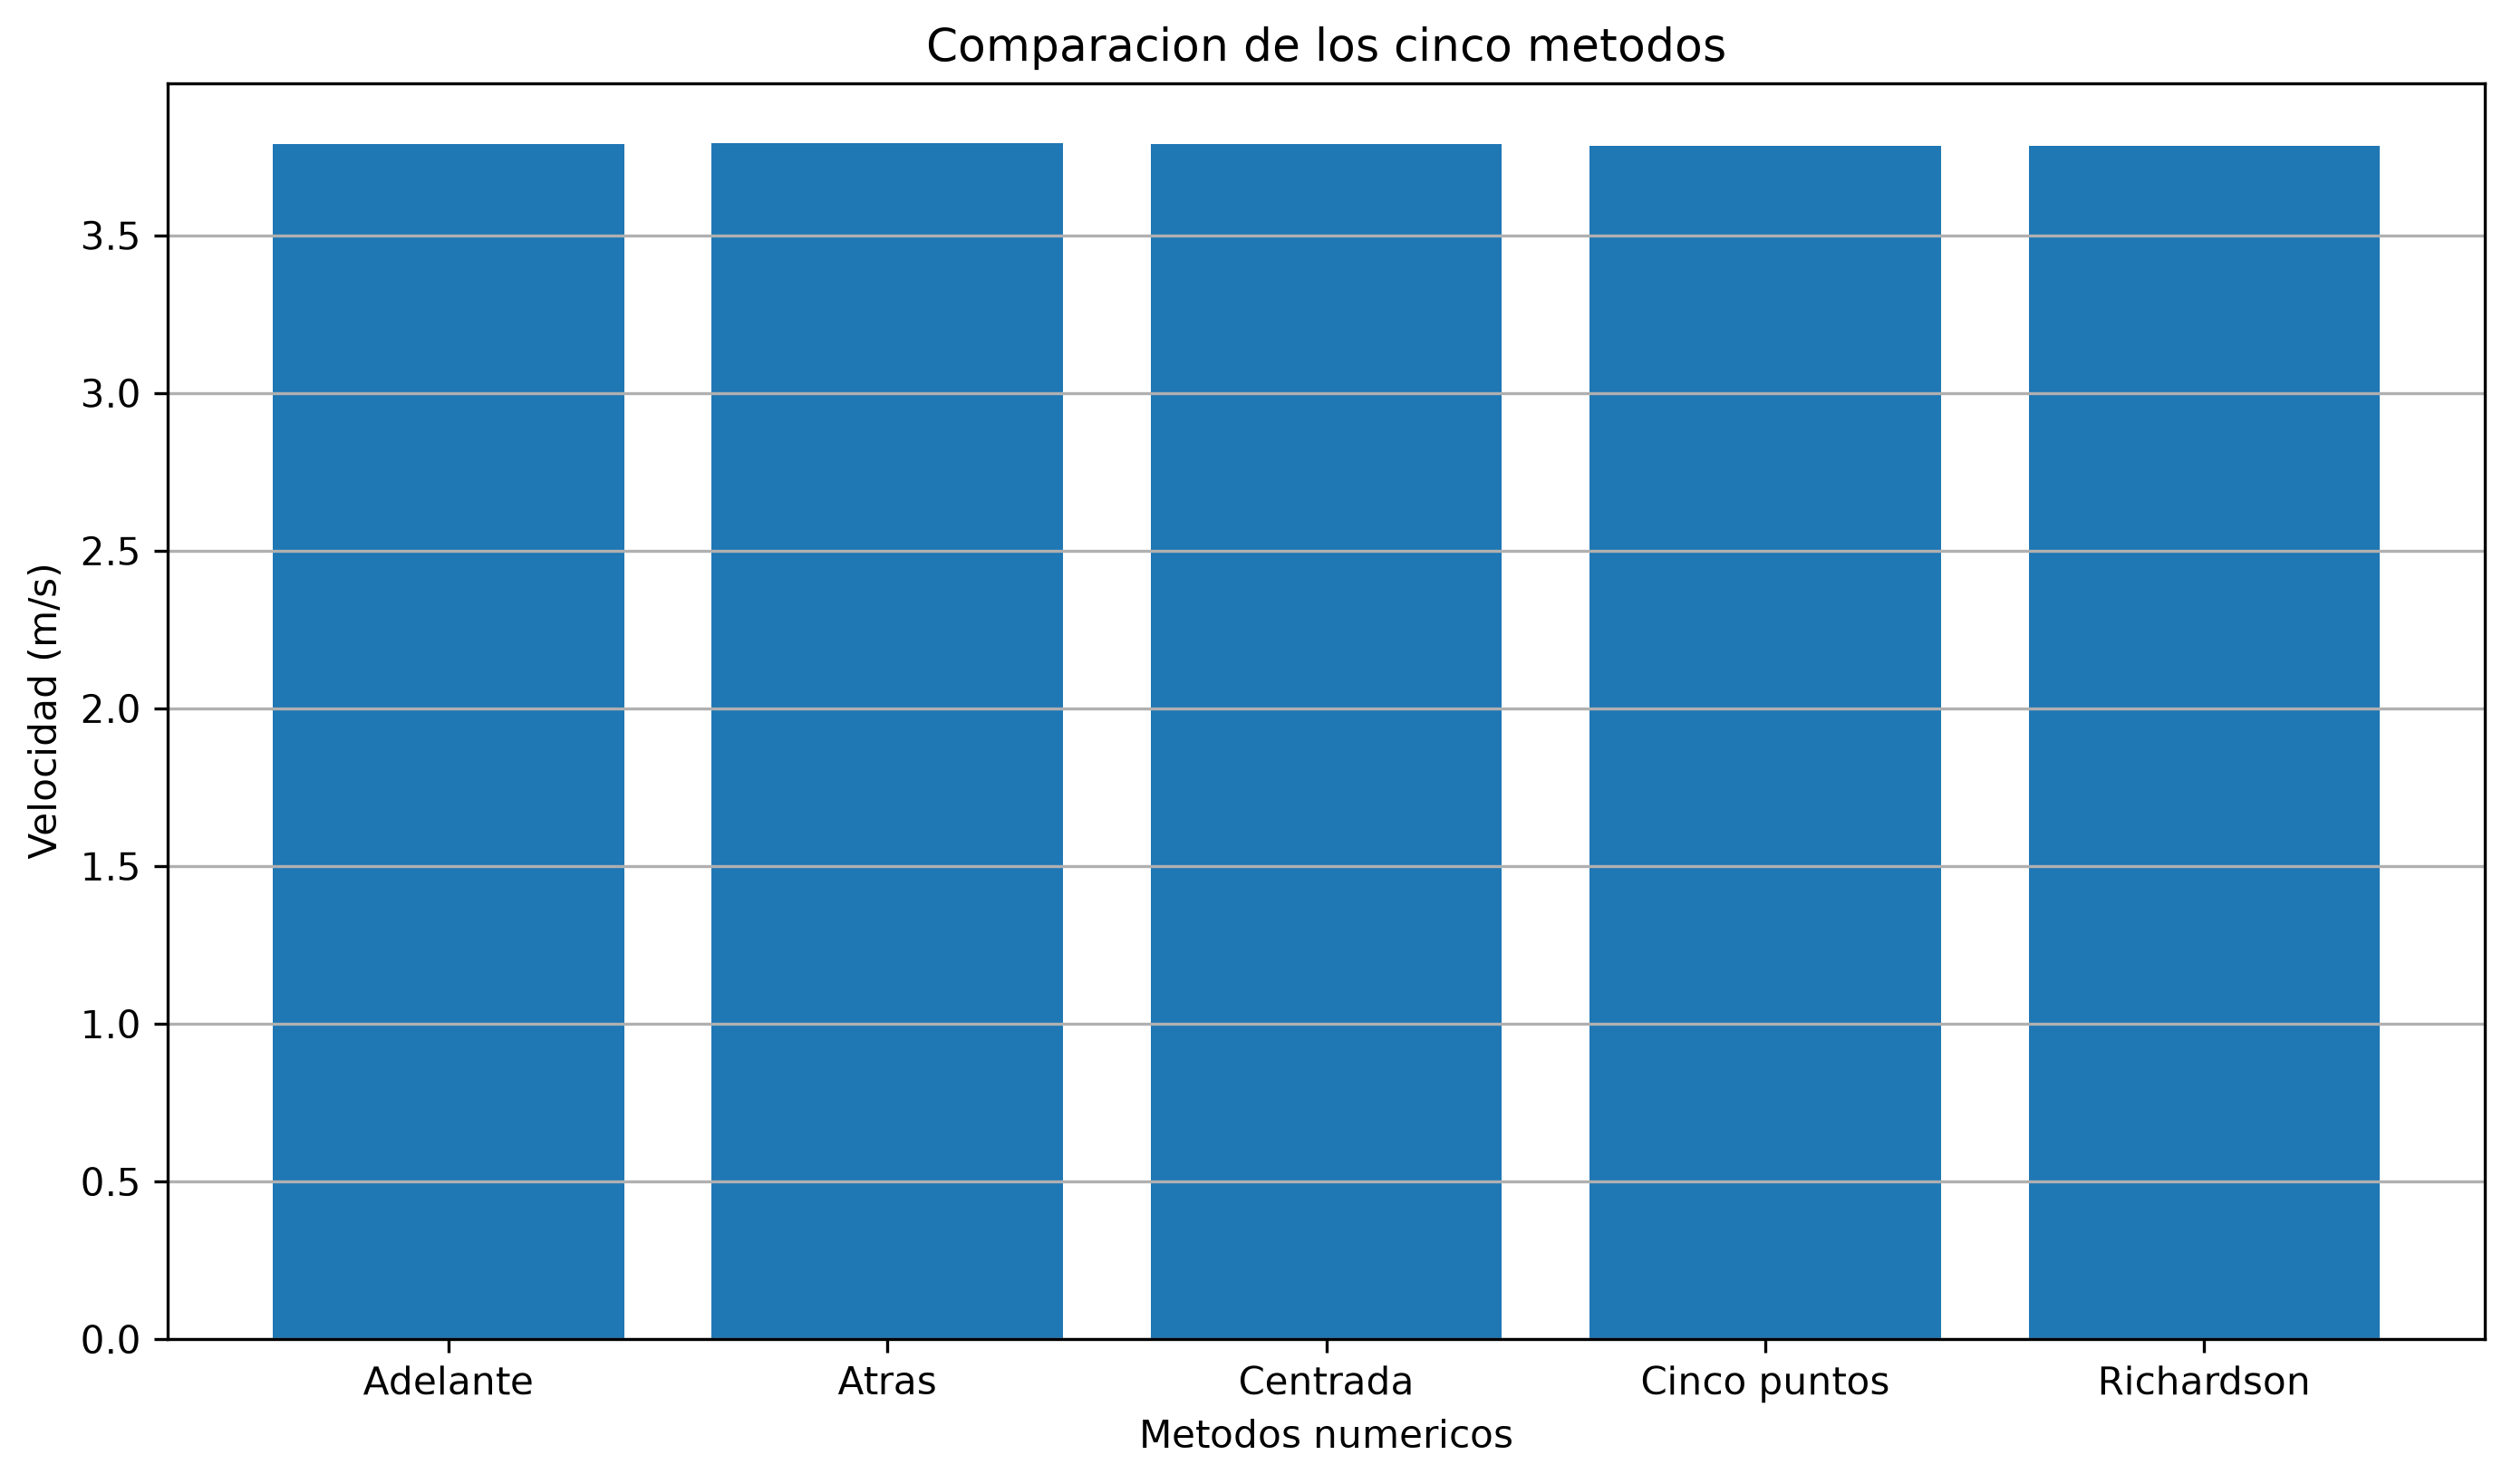 Comparacion de los cinco metodos
Velocidad (m/s)
3.5
3.0
2.5
2.0
1.5
1.0
0.5
0.0
Adelante Atras Centrada Cinco puntos Richardson
Metodos numericos